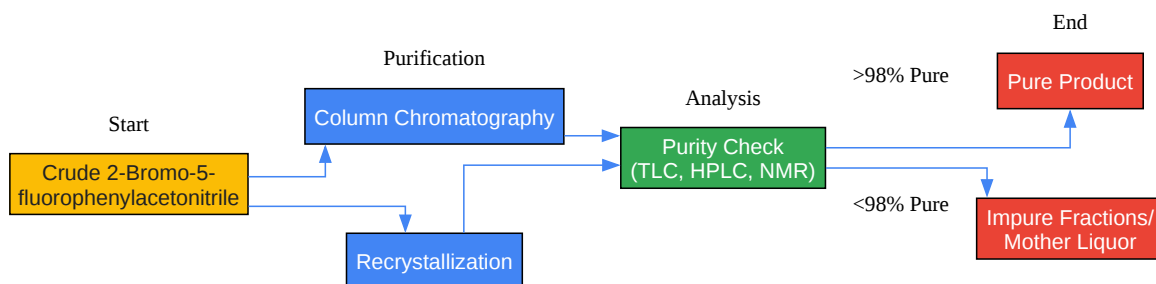 Start
Crude 2-Bromo-5-
fluorophenylacetonitrile
Purification
Column Chromatography
Recrystallization
Analysis
Purity Check
(TLC, HPLC, NMR)
>98% Pure
<98% Pure
End
Pure Product
Impure Fractions/
Mother Liquor